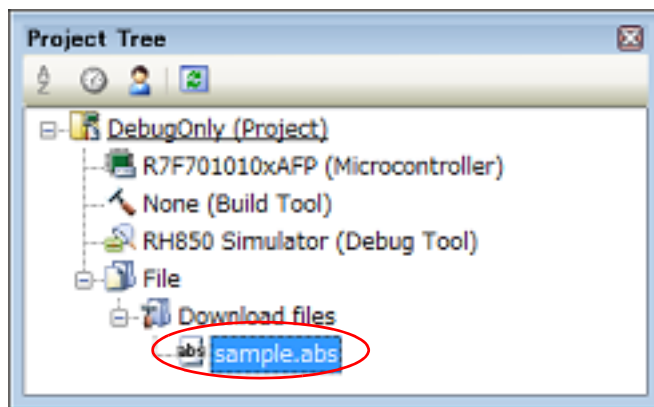 Project Tree
DebugOnly (Project)
R7F701010xAFP (Microcontroller)
None (Build Tool)
RH850 Simulator (Debug Tool)
File
Download files
abs sample.abs